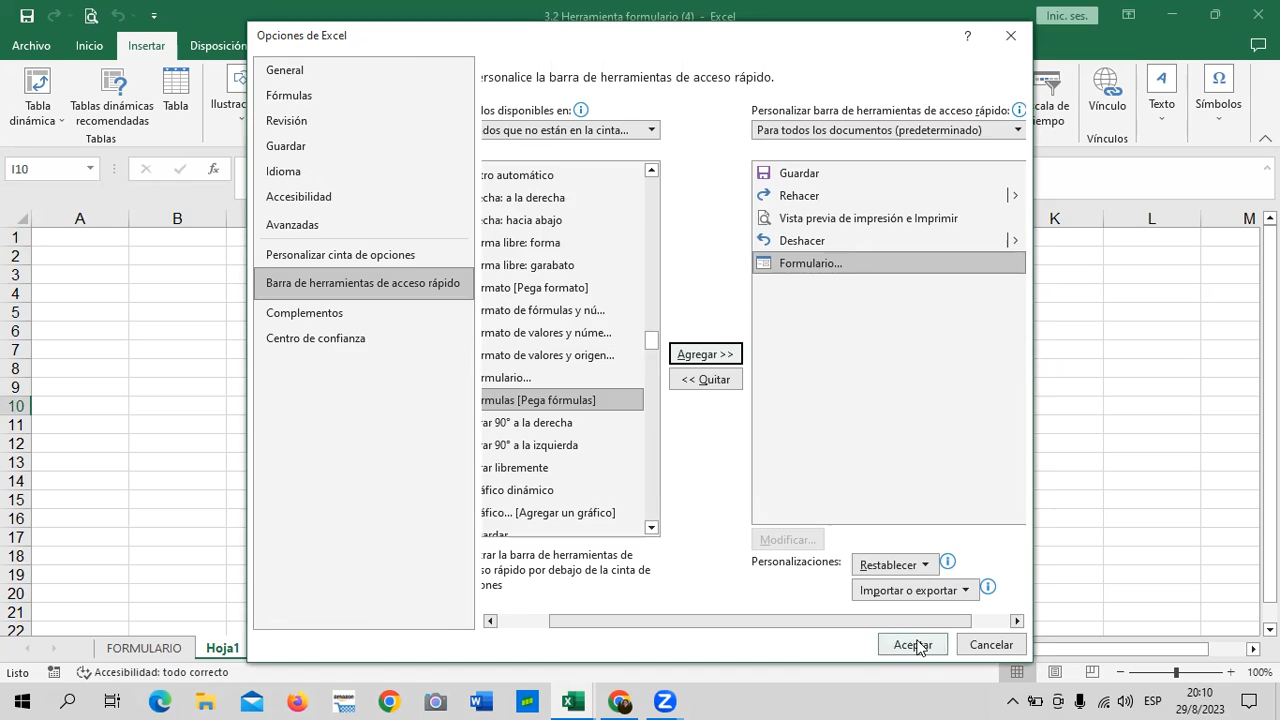 3.2 Herramienta formulario (4) - Excel
Inic. ses.
Opciones de Excel
?
Archivo
Inicio
Insertar
Disposición
Tabla dinámica
Tablas dinámicas recomendadas
Tabla
Ilustrac
Tablas
cala de
empo
Vínculo
Vínculos
Texto
Símbolos
I10
fx
A B K L M
1
2
3
4
5
6
7
8
9
10
11
12
13
14
15
16
17
18
19
20
21
22
General
Fórmulas
Revisión
Guardar
Idioma
Accesibilidad
Avanzadas
Personalizar cinta de opciones
Barra de herramientas de acceso rápido
Complementos
Centro de confianza
ersonalice la barra de herramientas de acceso rápido.
dos disponibles en:
dos que no están en la cinta...
tro automático
echa: a la derecha
echa: hacia abajo
rma libre: forma
rma libre: garabato
rmato [Pega formato]
rmato de fórmulas y nú...
rmato de valores y núme...
rmato de valores y origen...
rmulario...
rmulas [Pega fórmulas]
rar 90° a la derecha
rar 90° a la izquierda
rar libremente
áfico dinámico
áfico... [Agregar un gráfico]
ardar
trar la barra de herramientas de
so rápido por debajo de la cinta de
ones
Agregar >>
<< Quitar
Personalizar barra de herramientas de acceso rápido:
Para todos los documentos (predeterminado)
Guardar
Rehacer
Vista previa de impresión e Imprimir
Deshacer
Formulario...
Modificar...
Personalizaciones:
Restablecer
Importar o exportar
Aceptar
Cancelar
FORMULARIO
Hoja1
Listo
Accesibilidad: todo correcto
100%
ESP
20:10
29/8/2023